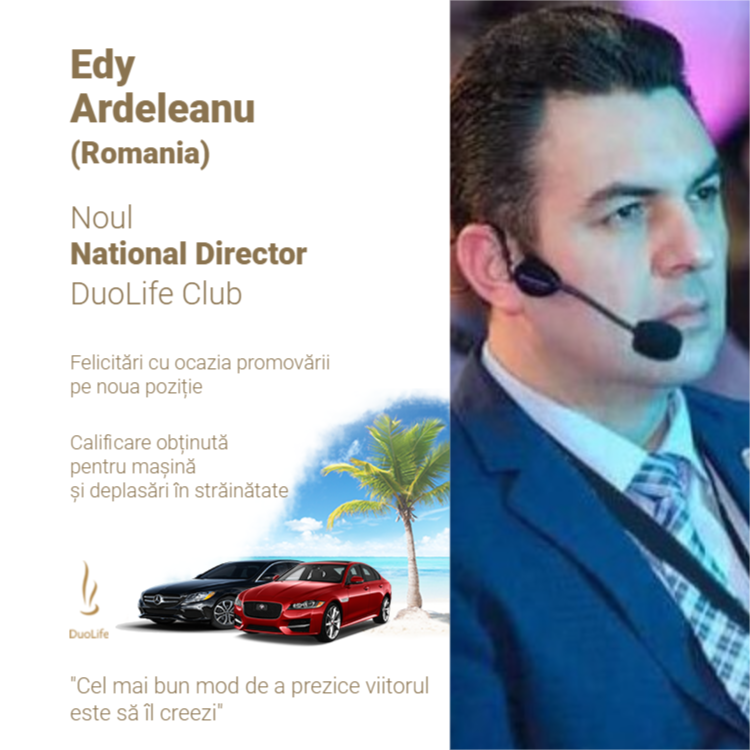 Edy
Ardeleanu
(Romania)
Noul
National Director
DuoLife Club
Felicitări cu ocazia promovării
pe noua poziție
Calificare obținută
pentru mașină
și deplasări în străinătate
DuoLife
"Cel mai bun mod de a prezice viitorul
este să îl creezi"